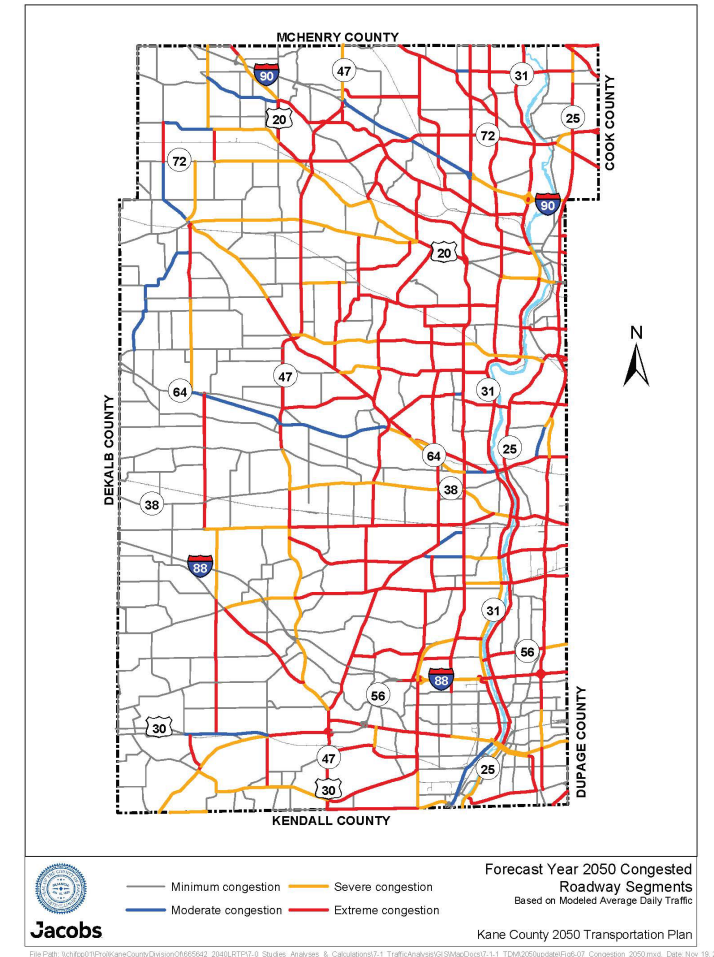 MCHENRY COUNTY
90
47
31
20
25
72
72
COOK COUNTY
90
20
N
47
64
31
DEKALB COUNTY
25
64
38
38
88
31
56
88
56
30
DUPAGE COUNTY
47
25
30
KENDALL COUNTY
Forecast Year 2050 Congested
Roadway Segments
Based on Modeled Average Daily Traffic
Minimum congestion
Severe congestion
Moderate congestion
Extreme congestion
Jacobs
Kane County 2050 Transportation Plan